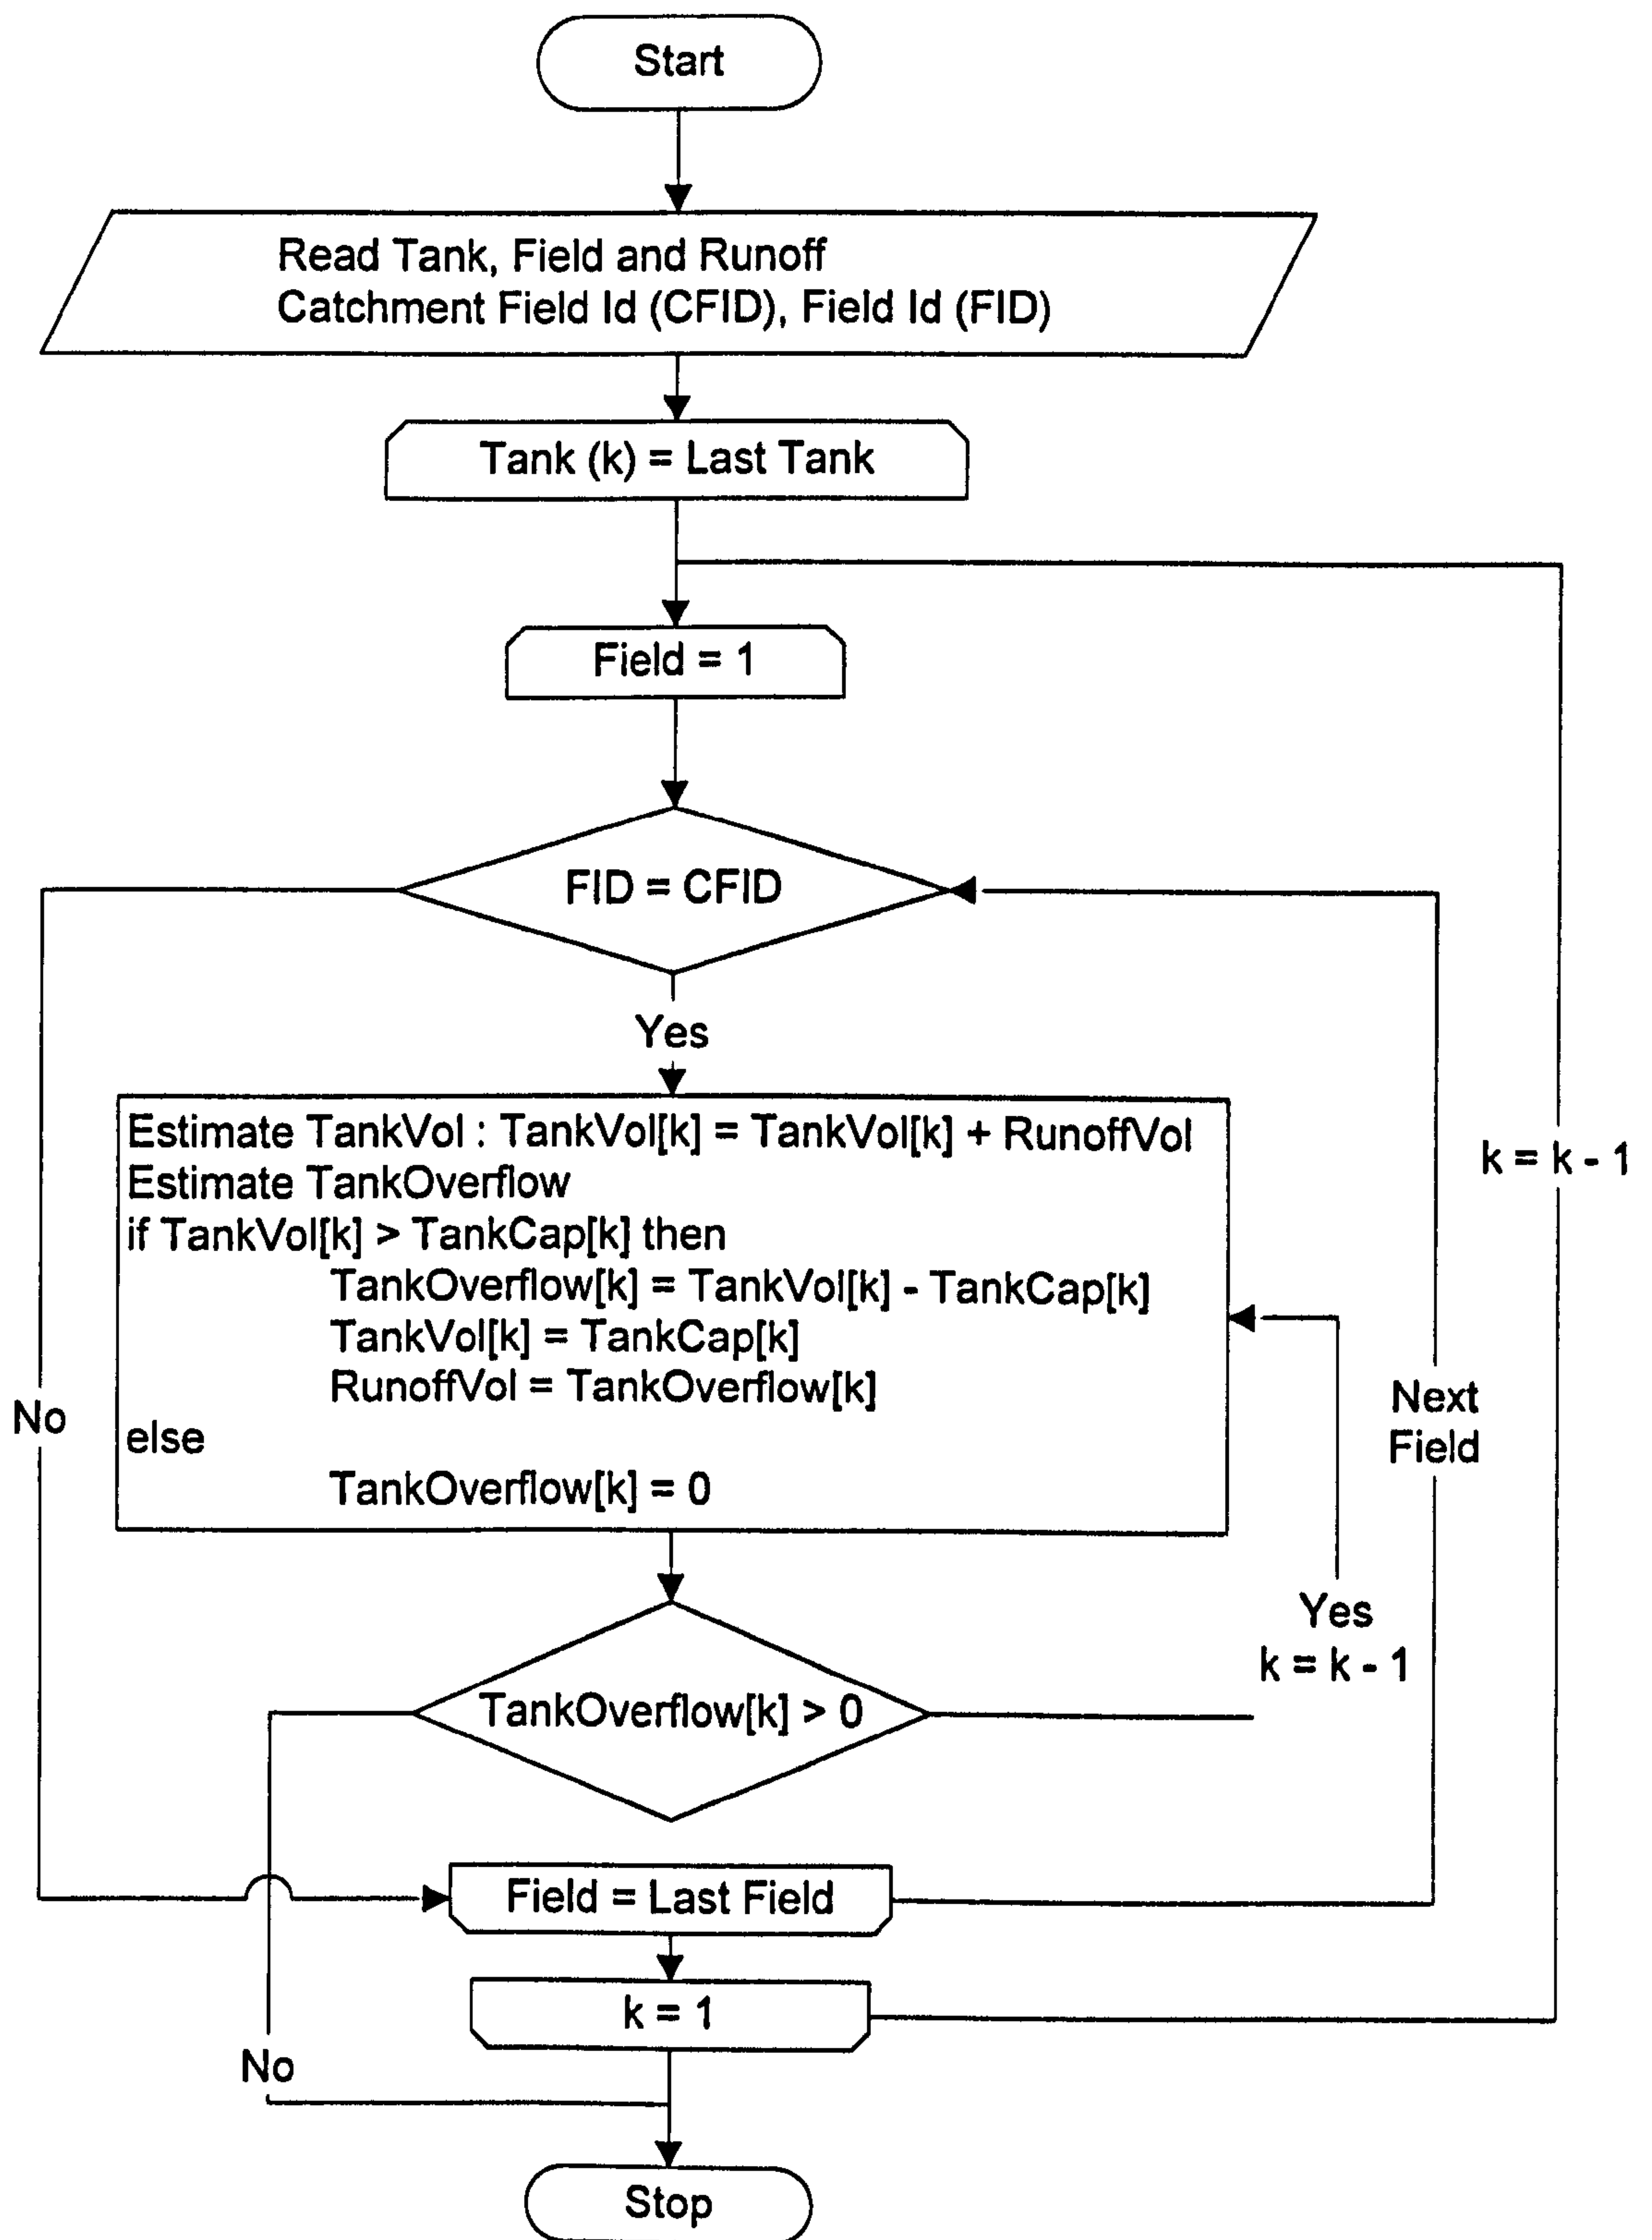 Start
Read Tank, Field and Runoff
Catchment Field Id (CFID), Field Id (FID)
Tank (k) = Last Tank
Field = 1
FID = CFID
Yes
Estimate TankVol : TankVol[k] = TankVol[k] + RunoffVol
Estimate TankOverflow
if TankVol[k] > TankCap[k] then
TankOverflow[k] = TankVol[k] - TankCap[k]
TankVol[k] = TankCap[k]
RunoffVol = TankOverflow[k]
else
TankOverflow[k] = 0
k = k - 1
No
Next
Field
Yes
k = k - 1
TankOverflow[k] > 0
Field = Last Field
k = 1
No
Stop